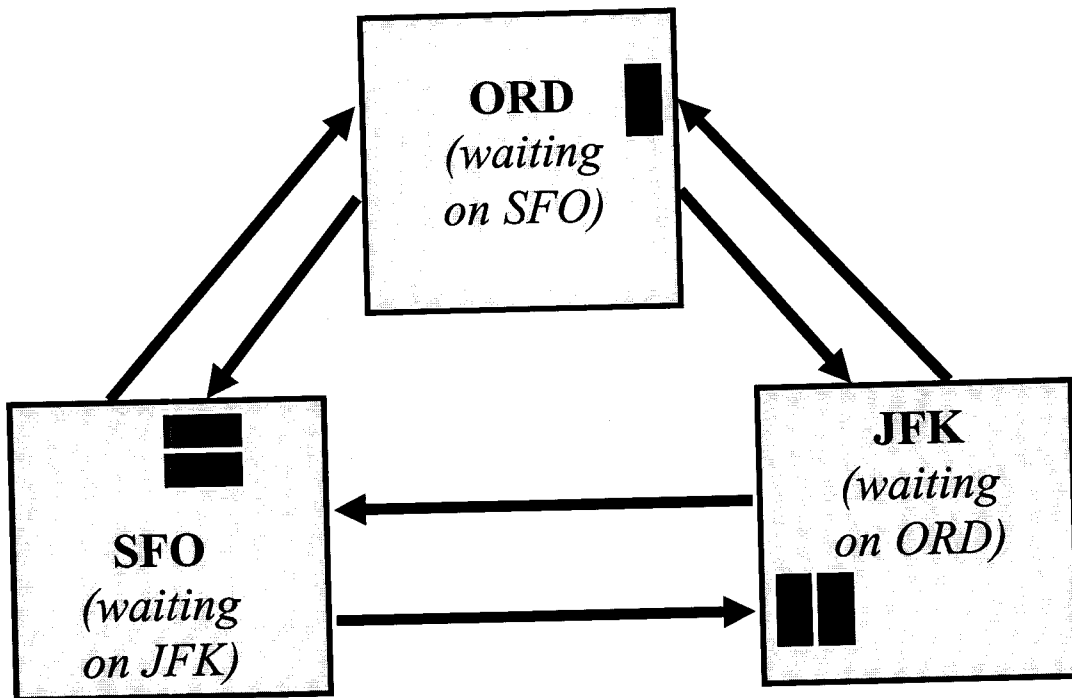 ORD
(waiting
on SFO)
SFO
(waiting
on JFK)
JFK
(waiting
on ORD)